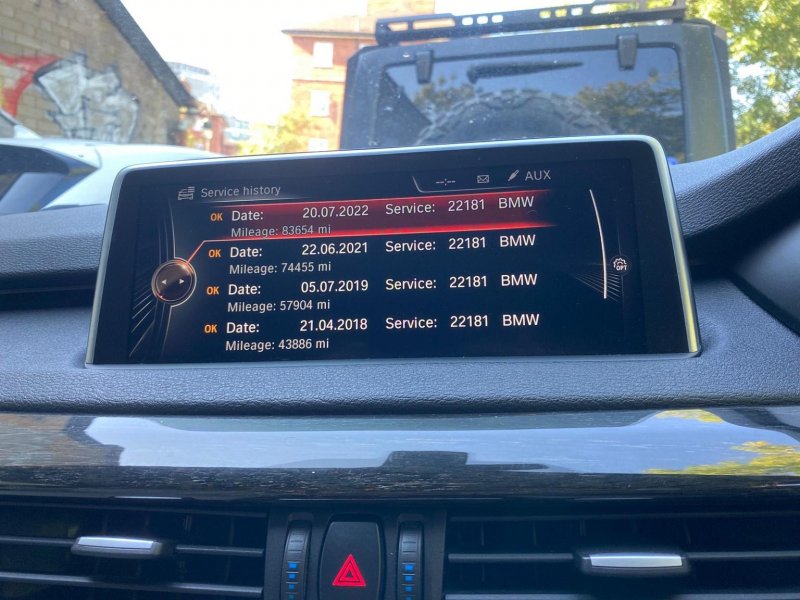 Service history
--:-- AUX
OK Date: 20.07.2022 Service: 22181 BMW
Mileage: 83654 mi
OK Date: 22.06.2021 Service: 22181 BMW
Mileage: 74455 mi
OK Date: 05.07.2019 Service: 22181 BMW
Mileage: 57904 mi
OPT
OK Date: 21.04.2018 Service: 22181 BMW
Mileage: 43886 mi